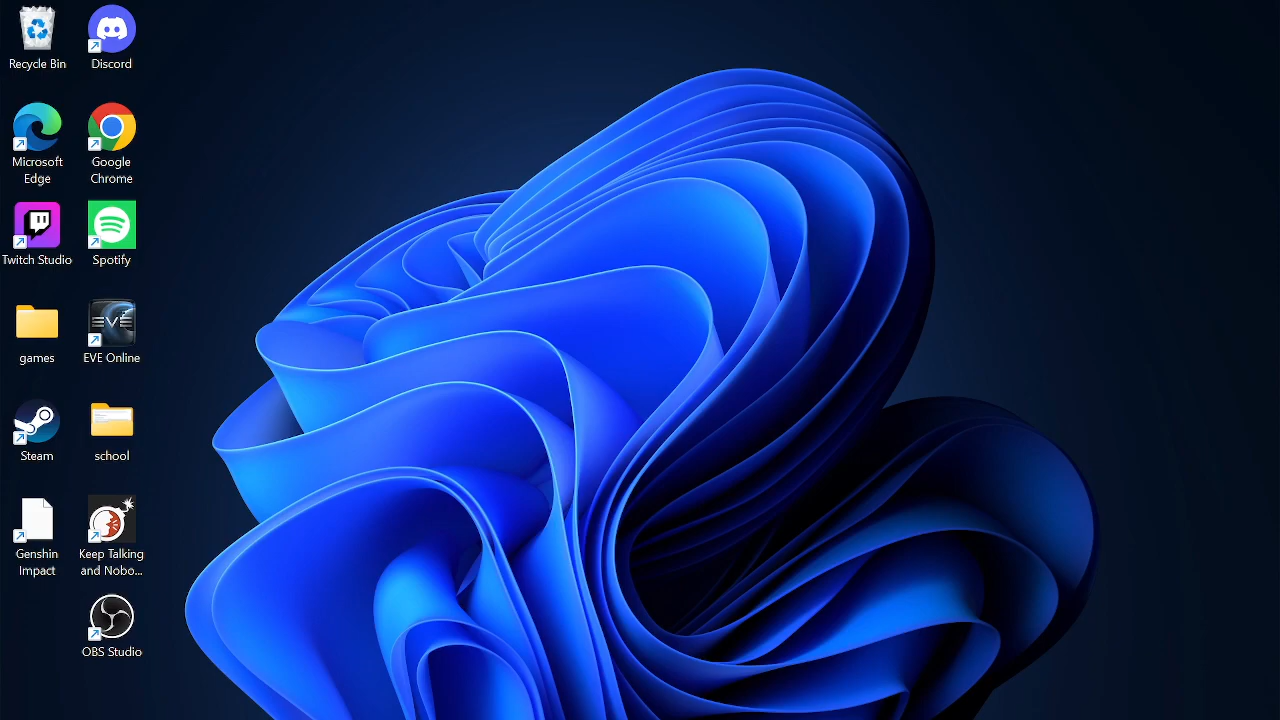 Recycle Bin
Discord
Microsoft
Edge
Google
Chrome
Twitch Studio
Spotify
games
EVE
EVE Online
Steam
school
Genshin
Impact
Keep Talking
and Nobo...
OBS Studio